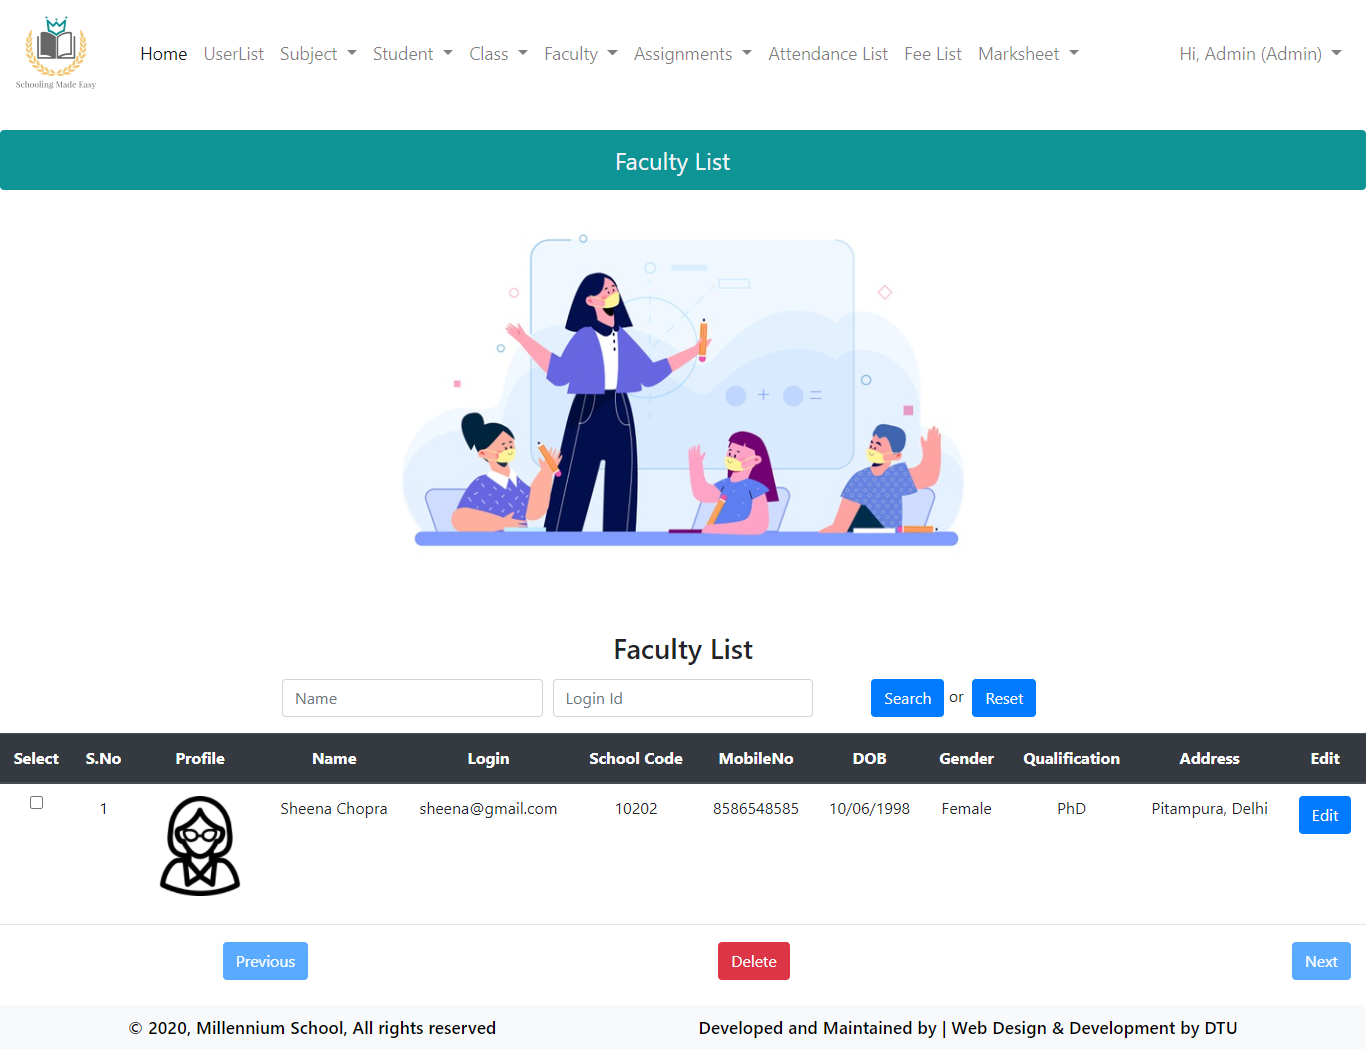 Schooling Made Easy
Home UserList Subject Student Class Faculty Assignments Attendance List Fee List Marksheet Hi, Admin (Admin)
Faculty List
Faculty List
Name Login Id Search or Reset
Select S.No Profile Name Login School Code MobileNo DOB Gender Qualification Address Edit
1 Sheena Chopra sheena@gmail.com 10202 8586548585 10/06/1998 Female PhD Pitampura, Delhi Edit
Previous Delete Next
© 2020, Millennium School, All rights reserved Developed and Maintained by | Web Design & Development by DTU